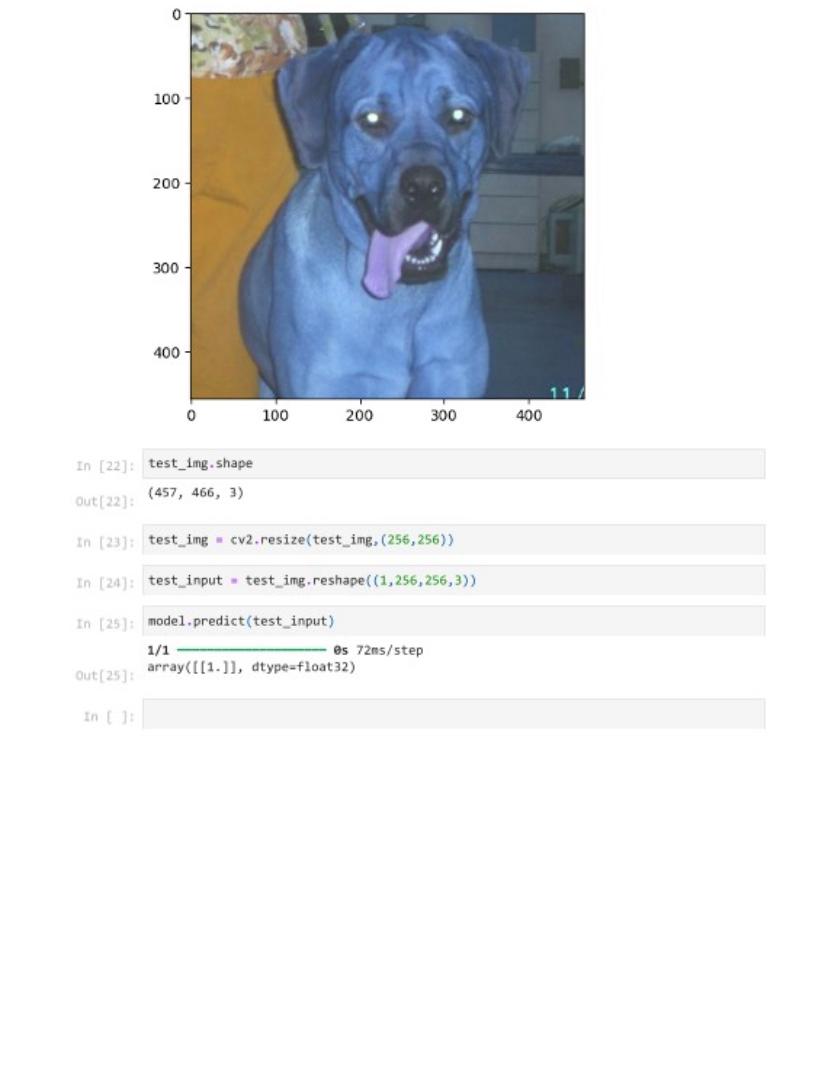 0
100
200
300
400
11/
0 100 200 300 400
In [22]: test_img.shape
Out[22]: (457, 466, 3)
In [23]: test_img = cv2.resize(test_img,(256,256))
In [24]: test_input = test_img.reshape((1,256,256,3))
In [25]: model.predict(test_input)
1/1 ━━━━━━━━━━━━━━━━━━━━ 0s 72ms/step
Out[25]: array([[1.]], dtype=float32)
In [ ]: